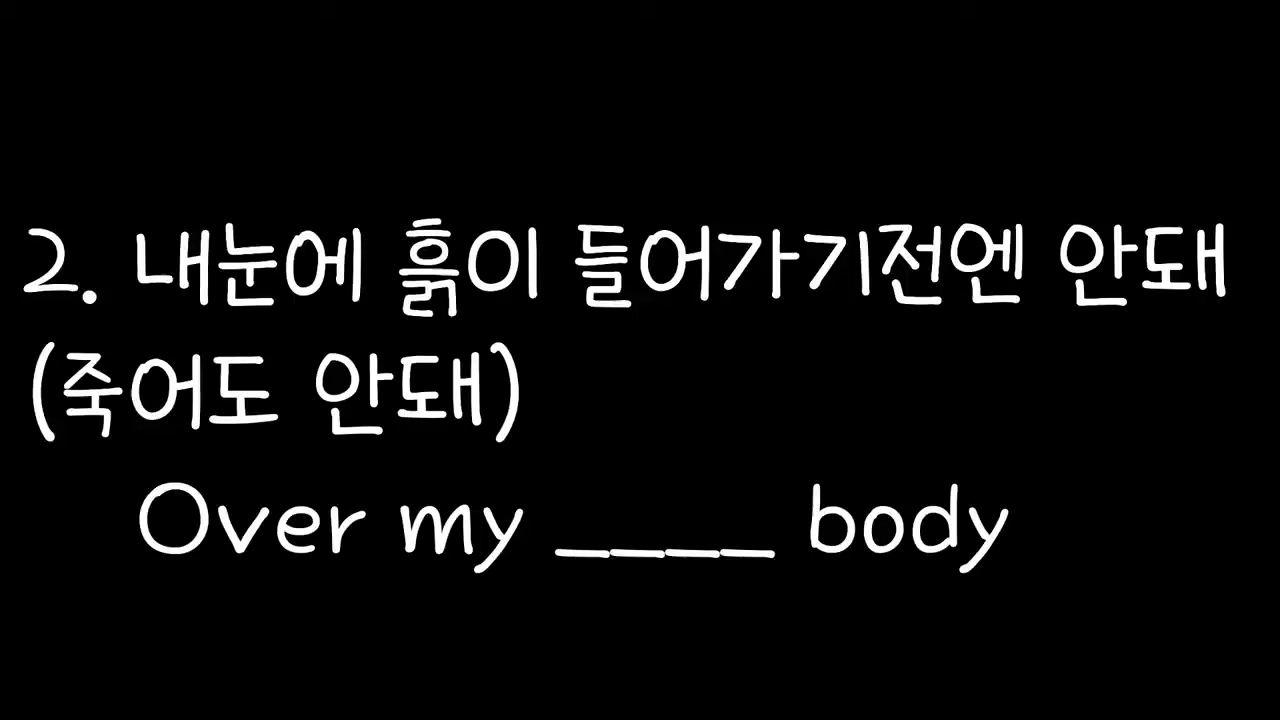 2. 내눈에 흙이 들어가기전엔 안돼
(죽어도 안돼)
Over my ____ body